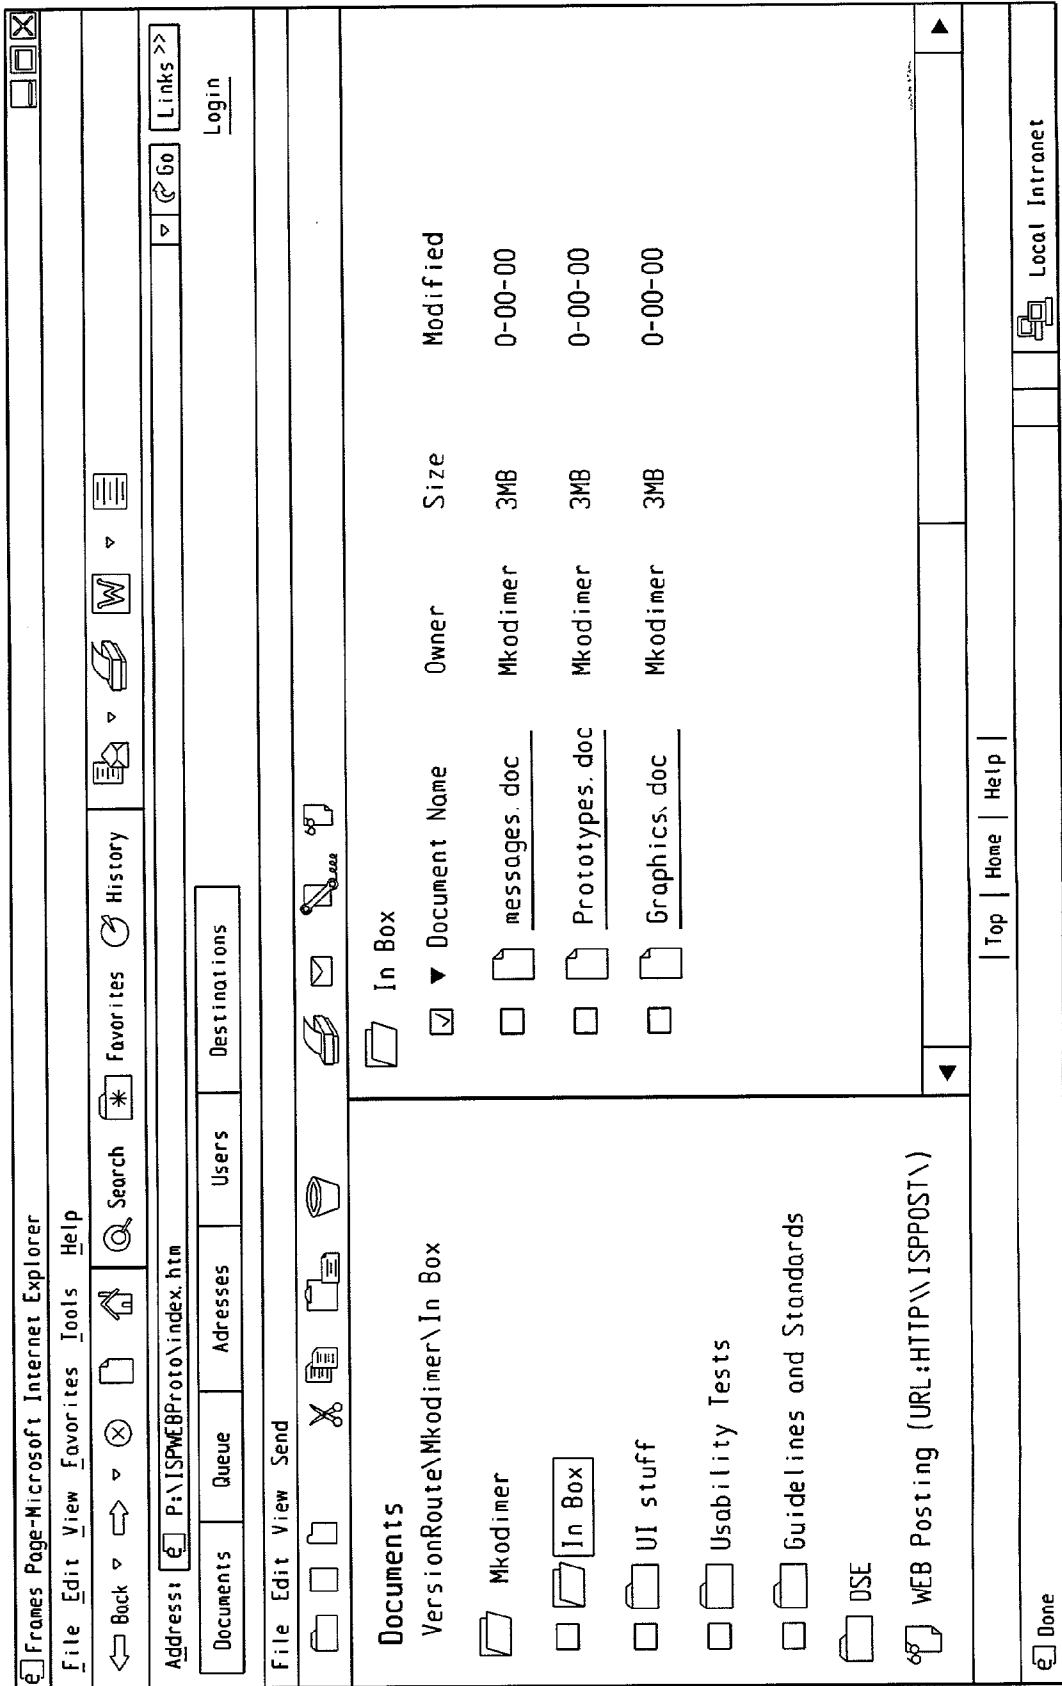 Frames Page-Microsoft Internet Explorer
File Edit View Favorites Tools Help
Back Search Favorites History
Address: P:\ISPWEBProto\index.htm Go Links >>
Documents Queue Adresses Users Destinations Login
File Edit View Send
Documents
VersionRoute\Mkodimer\In Box
Mkodimer
In Box
UI stuff
Usability Tests
Guidelines and Standards
DSE
WEB Posting (URL:HTTP\\ISPPOST\)
In Box
Document Name Owner Size Modified
messages.doc Mkodimer 3MB 0-00-00
Prototypes.doc Mkodimer 3MB 0-00-00
Graphics.doc Mkodimer 3MB 0-00-00
| Top | Home | Help |
Done Local Intranet